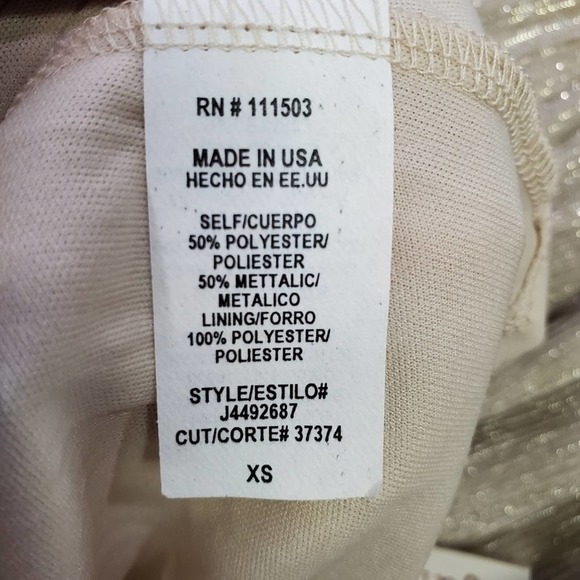 RN # 111503
MADE IN USA
HECHO EN EE.UU
SELF/CUERPO
50% POLYESTER/
POLIESTER
50% METTALIC/
METALICO
LINING/FORRO
100% POLYESTER/
POLIESTER
STYLE/ESTILO#
J4492687
CUT/CORTE# 37374
XS